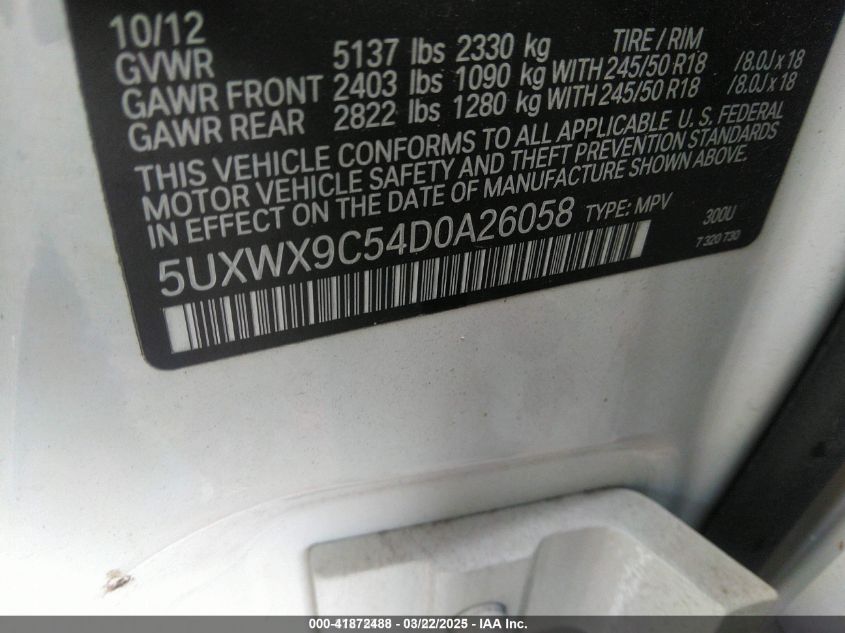 10/12
GVWR 5137 lbs 2330 kg TIRE / RIM
GAWR FRONT 2403 lbs 1090 kg WITH 245/50 R18 /8.0J x 18
GAWR REAR 2822 lbs 1280 kg WITH 245/50 R18 /8.0J x 18
THIS VEHICLE CONFORMS TO ALL APPLICABLE U. S. FEDERAL
MOTOR VEHICLE SAFETY AND THEFT PREVENTION STANDARDS
IN EFFECT ON THE DATE OF MANUFACTURE SHOWN ABOVE.
5UXWX9C54D0A26058 TYPE: MPV 300U
7 320 730
000-41872488 - 03/22/2025 - IAA, Inc.